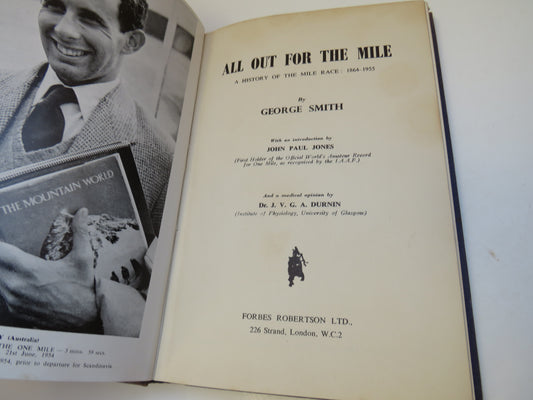 THE MOUNTAIN WORLD
Y (Australia)
THE ONE MILE — 3 mins. 58 secs.
21st June, 1954
954, prior to departure for Scandinavia
ALL OUT FOR THE MILE
A HISTORY OF THE MILE RACE: 1864-1955
By
GEORGE SMITH
With an introduction by
JOHN PAUL JONES
(First Holder of the Official World's Amateur Record
for One Mile, as recognised by the I.A.A.F.)
And a medical opinion by
Dr. J. V. G. A. DURNIN
(Institute of Physiology, University of Glasgow)
FORBES ROBERTSON LTD.,
226 Strand, London, W.C.2